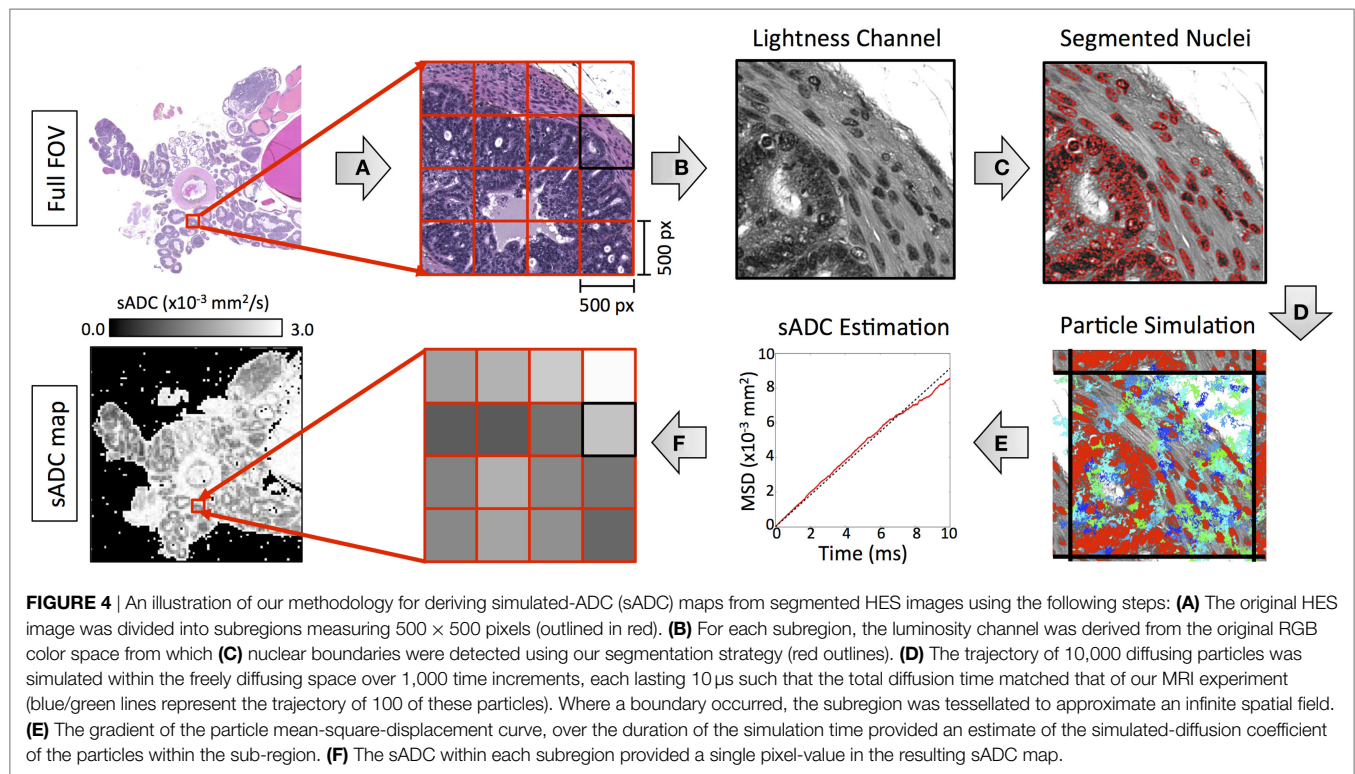 Lightness Channel
Segmented Nuclei
Full FOV
A
B
C
500 px
500 px
D
sADC (x10⁻³ mm²/s)
0.0
3.0
sADC map
F
sADC Estimation
MSD (x10⁻³ mm²)
10
8
6
4
2
0
0 2 4 6 8 10
Time (ms)
E
Particle Simulation
FIGURE 4 | An illustration of our methodology for deriving simulated-ADC (sADC) maps from segmented HES images using the following steps: (A) The original HES
image was divided into subregions measuring 500 × 500 pixels (outlined in red). (B) For each subregion, the luminosity channel was derived from the original RGB
color space from which (C) nuclear boundaries were detected using our segmentation strategy (red outlines). (D) The trajectory of 10,000 diffusing particles was
simulated within the freely diffusing space over 1,000 time increments, each lasting 10 µs such that the total diffusion time matched that of our MRI experiment
(blue/green lines represent the trajectory of 100 of these particles). Where a boundary occurred, the subregion was tessellated to approximate an infinite spatial field.
(E) The gradient of the particle mean-square-displacement curve, over the duration of the simulation time provided an estimate of the simulated-diffusion coefficient
of the particles within the sub-region. (F) The sADC within each subregion provided a single pixel-value in the resulting sADC map.